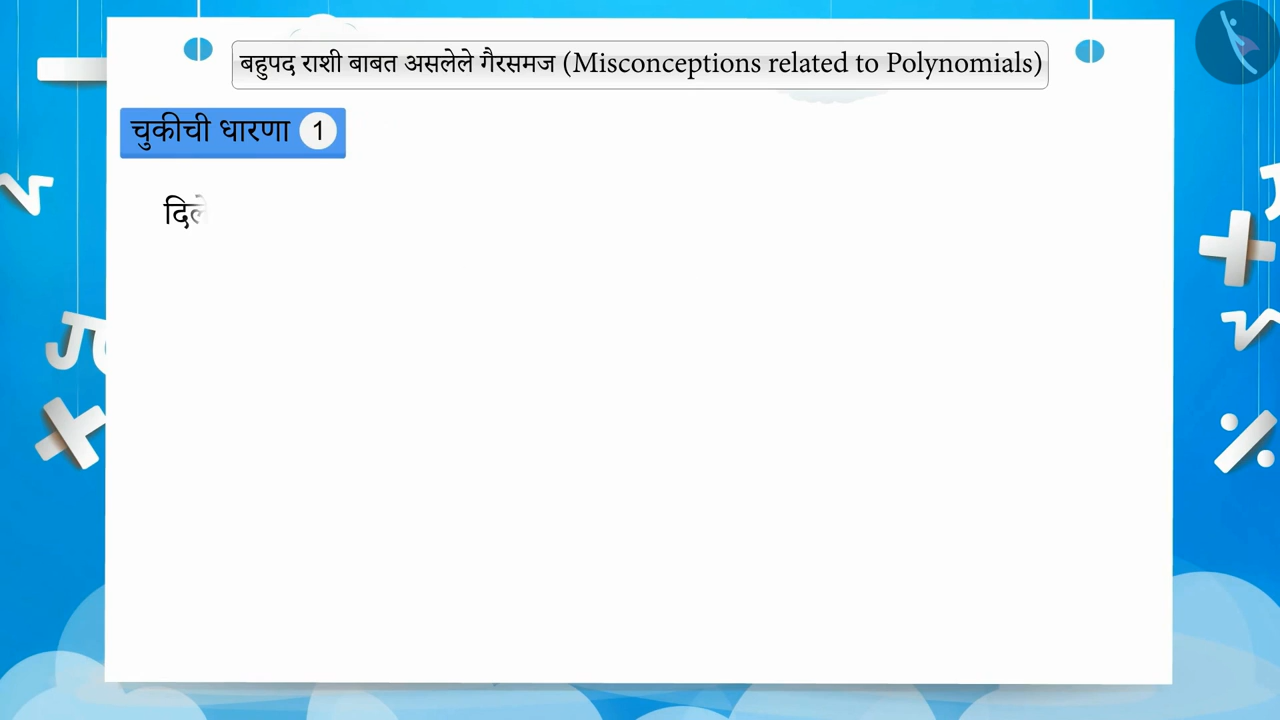 बहुपद राशी बाबत असलेले गैरसमज (Misconceptions related to Polynomials)
चुकीची धारणा 1